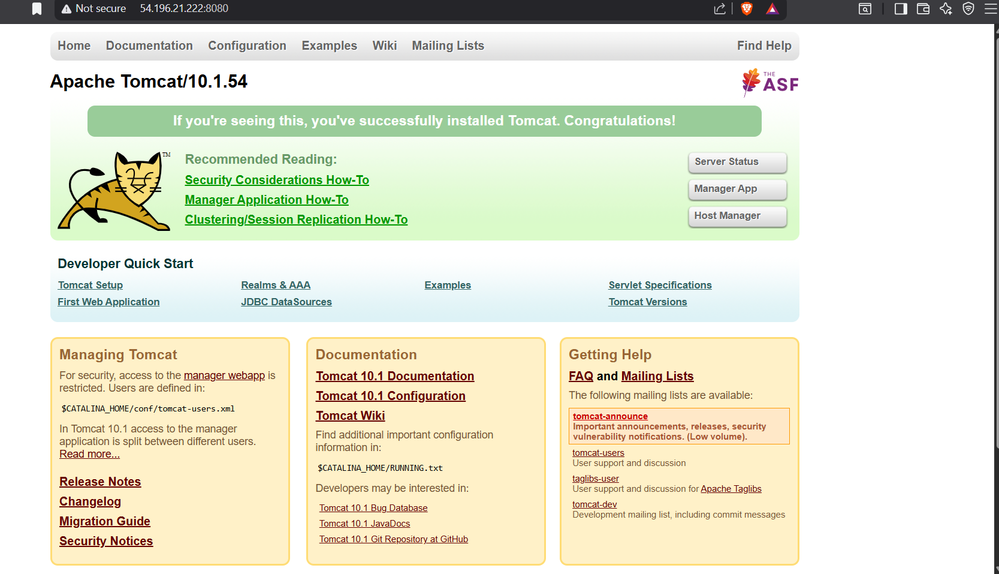 Not secure 54.196.21.222:8080
Home Documentation Configuration Examples Wiki Mailing Lists Find Help
Apache Tomcat/10.1.54
THE
ASF
If you're seeing this, you've successfully installed Tomcat. Congratulations!
TM
Recommended Reading:
Security Considerations How-To
Manager Application How-To
Clustering/Session Replication How-To
Server Status
Manager App
Host Manager
Developer Quick Start
Tomcat Setup
First Web Application
Realms & AAA
JDBC DataSources
Examples
Servlet Specifications
Tomcat Versions
Managing Tomcat
For security, access to the manager webapp is
restricted. Users are defined in:
$CATALINA_HOME/conf/tomcat-users.xml
In Tomcat 10.1 access to the manager
application is split between different users.
Read more...
Release Notes
Changelog
Migration Guide
Security Notices
Documentation
Tomcat 10.1 Documentation
Tomcat 10.1 Configuration
Tomcat Wiki
Find additional important configuration
information in:
$CATALINA_HOME/RUNNING.txt
Developers may be interested in:
Tomcat 10.1 Bug Database
Tomcat 10.1 JavaDocs
Tomcat 10.1 Git Repository at GitHub
Getting Help
FAQ and Mailing Lists
The following mailing lists are available:
tomcat-announce
Important announcements, releases, security
vulnerability notifications. (Low volume).
tomcat-users
User support and discussion
taglibs-user
User support and discussion for Apache Taglibs
tomcat-dev
Development mailing list, including commit messages